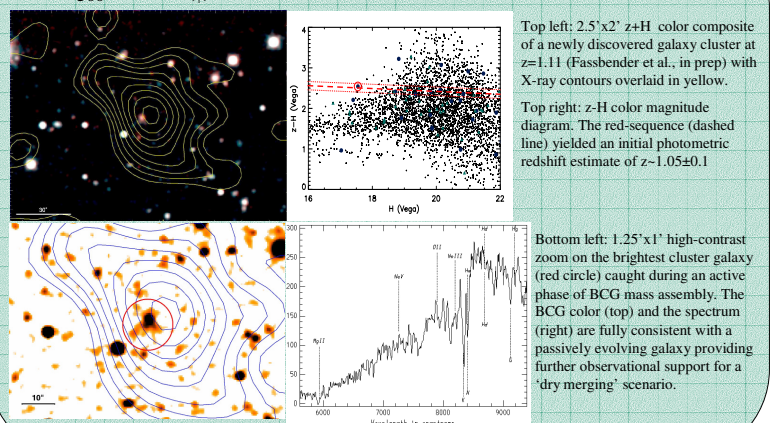 Top left: 2.5'x2' z+H color composite
of a newly discovered galaxy cluster at
z=1.11 (Fassbender et al., in prep) with
X-ray contours overlaid in yellow.
Top right: z-H color magnitude
diagram. The red-sequence (dashed
line) yielded an initial photometric
redshift estimate of z~1.05±0.1
30"
z-H (Vega)
4
3
2
1
0
16 18 20 22
H (Vega)
Bottom left: 1.25'x1' high-contrast
zoom on the brightest cluster galaxy
(red circle) caught during an active
phase of BCG mass assembly. The
BCG color (top) and the spectrum
(right) are fully consistent with a
passively evolving galaxy providing
further observational support for a
‘dry merging’ scenario.
10"
300
250
200
150
100
50
0
MgII
NeV
OII
NeIII
Hd
Hg
He
Hd
G
K
H
6000 7000 8000 9000